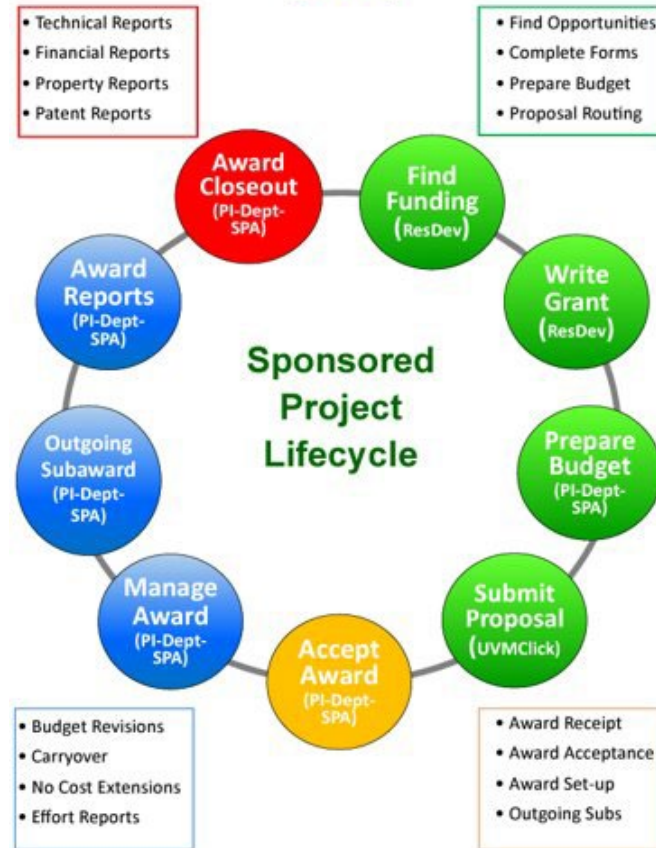 • Technical Reports
• Financial Reports
• Property Reports
• Patent Reports
• Find Opportunities
• Complete Forms
• Prepare Budget
• Proposal Routing
Award
Closeout
(PI-Dept-
SPA)
Find
Funding
(ResDev)
Award
Reports
(PI-Dept-
SPA)
Write
Grant
(ResDev)
Sponsored
Project
Lifecycle
Outgoing
Subaward
(PI-Dept-
SPA)
Prepare
Budget
(PI-Dept-
SPA)
Manage
Award
(PI-Dept-
SPA)
Submit
Proposal
(UVMClick)
Accept
Award
(PI-Dept-
SPA)
• Budget Revisions
• Carryover
• No Cost Extensions
• Effort Reports
• Award Receipt
• Award Acceptance
• Award Set-up
• Outgoing Subs